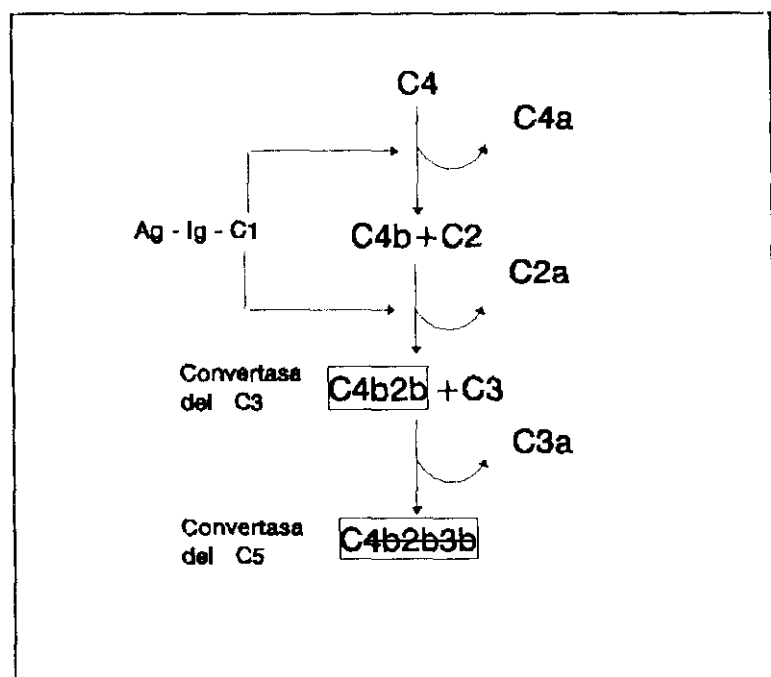 C4
C4a
Ag - Ig - C1
C4b+C2
C2a
Convertasa
del C3
C4b2b +C3
C3a
Convertasa
del C5
C4b2b3b